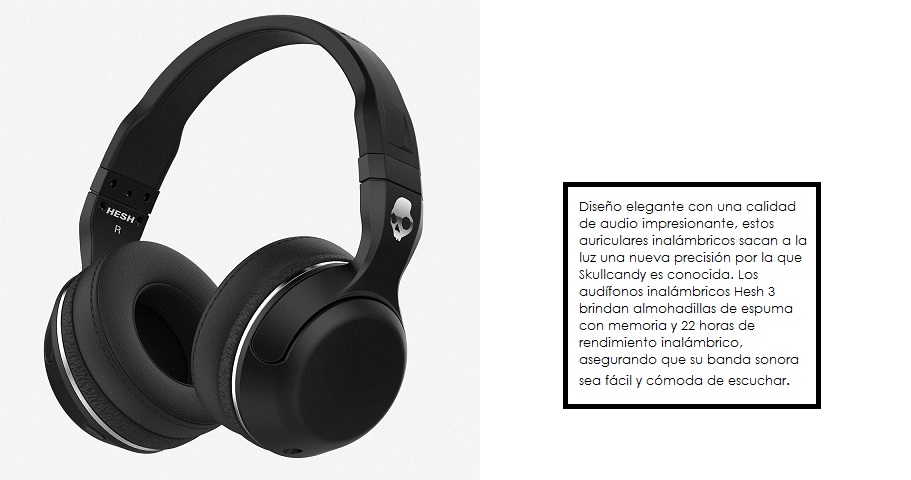 HESH
R
Diseño elegante con una calidad
de audio impresionante, estos
auriculares inalámbricos sacan a la
luz una nueva precisión por la que
Skullcandy es conocida. Los
audífonos inalámbricos Hesh 3
brindan almohadillas de espuma
con memoria y 22 horas de
rendimiento inalámbrico,
asegurando que su banda sonora
sea fácil y cómoda de escuchar.